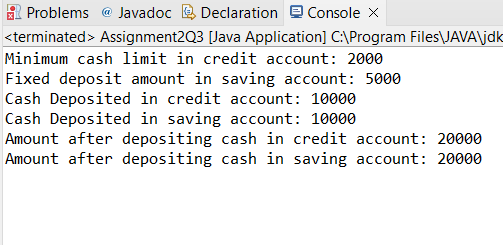 Problems @ Javadoc Declaration Console ×
<terminated> Assignment2Q3 [Java Application] C:\Program Files\JAVA\jdk
Minimum cash limit in credit account: 2000
Fixed deposit amount in saving account: 5000
Cash Deposited in credit account: 10000
Cash Deposited in saving account: 10000
Amount after depositing cash in credit account: 20000
Amount after depositing cash in saving account: 20000